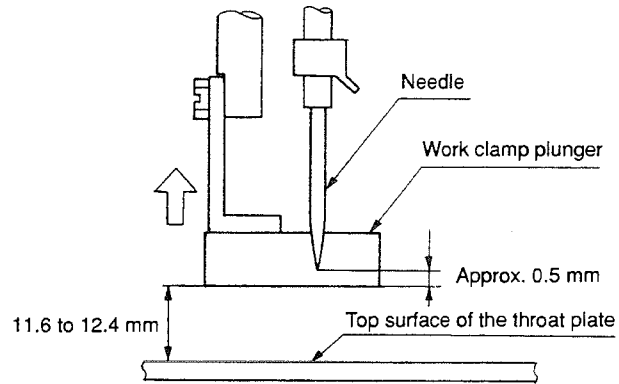 Needle
Work clamp plunger
Approx. 0.5 mm
11.6 to 12.4 mm
Top surface of the throat plate